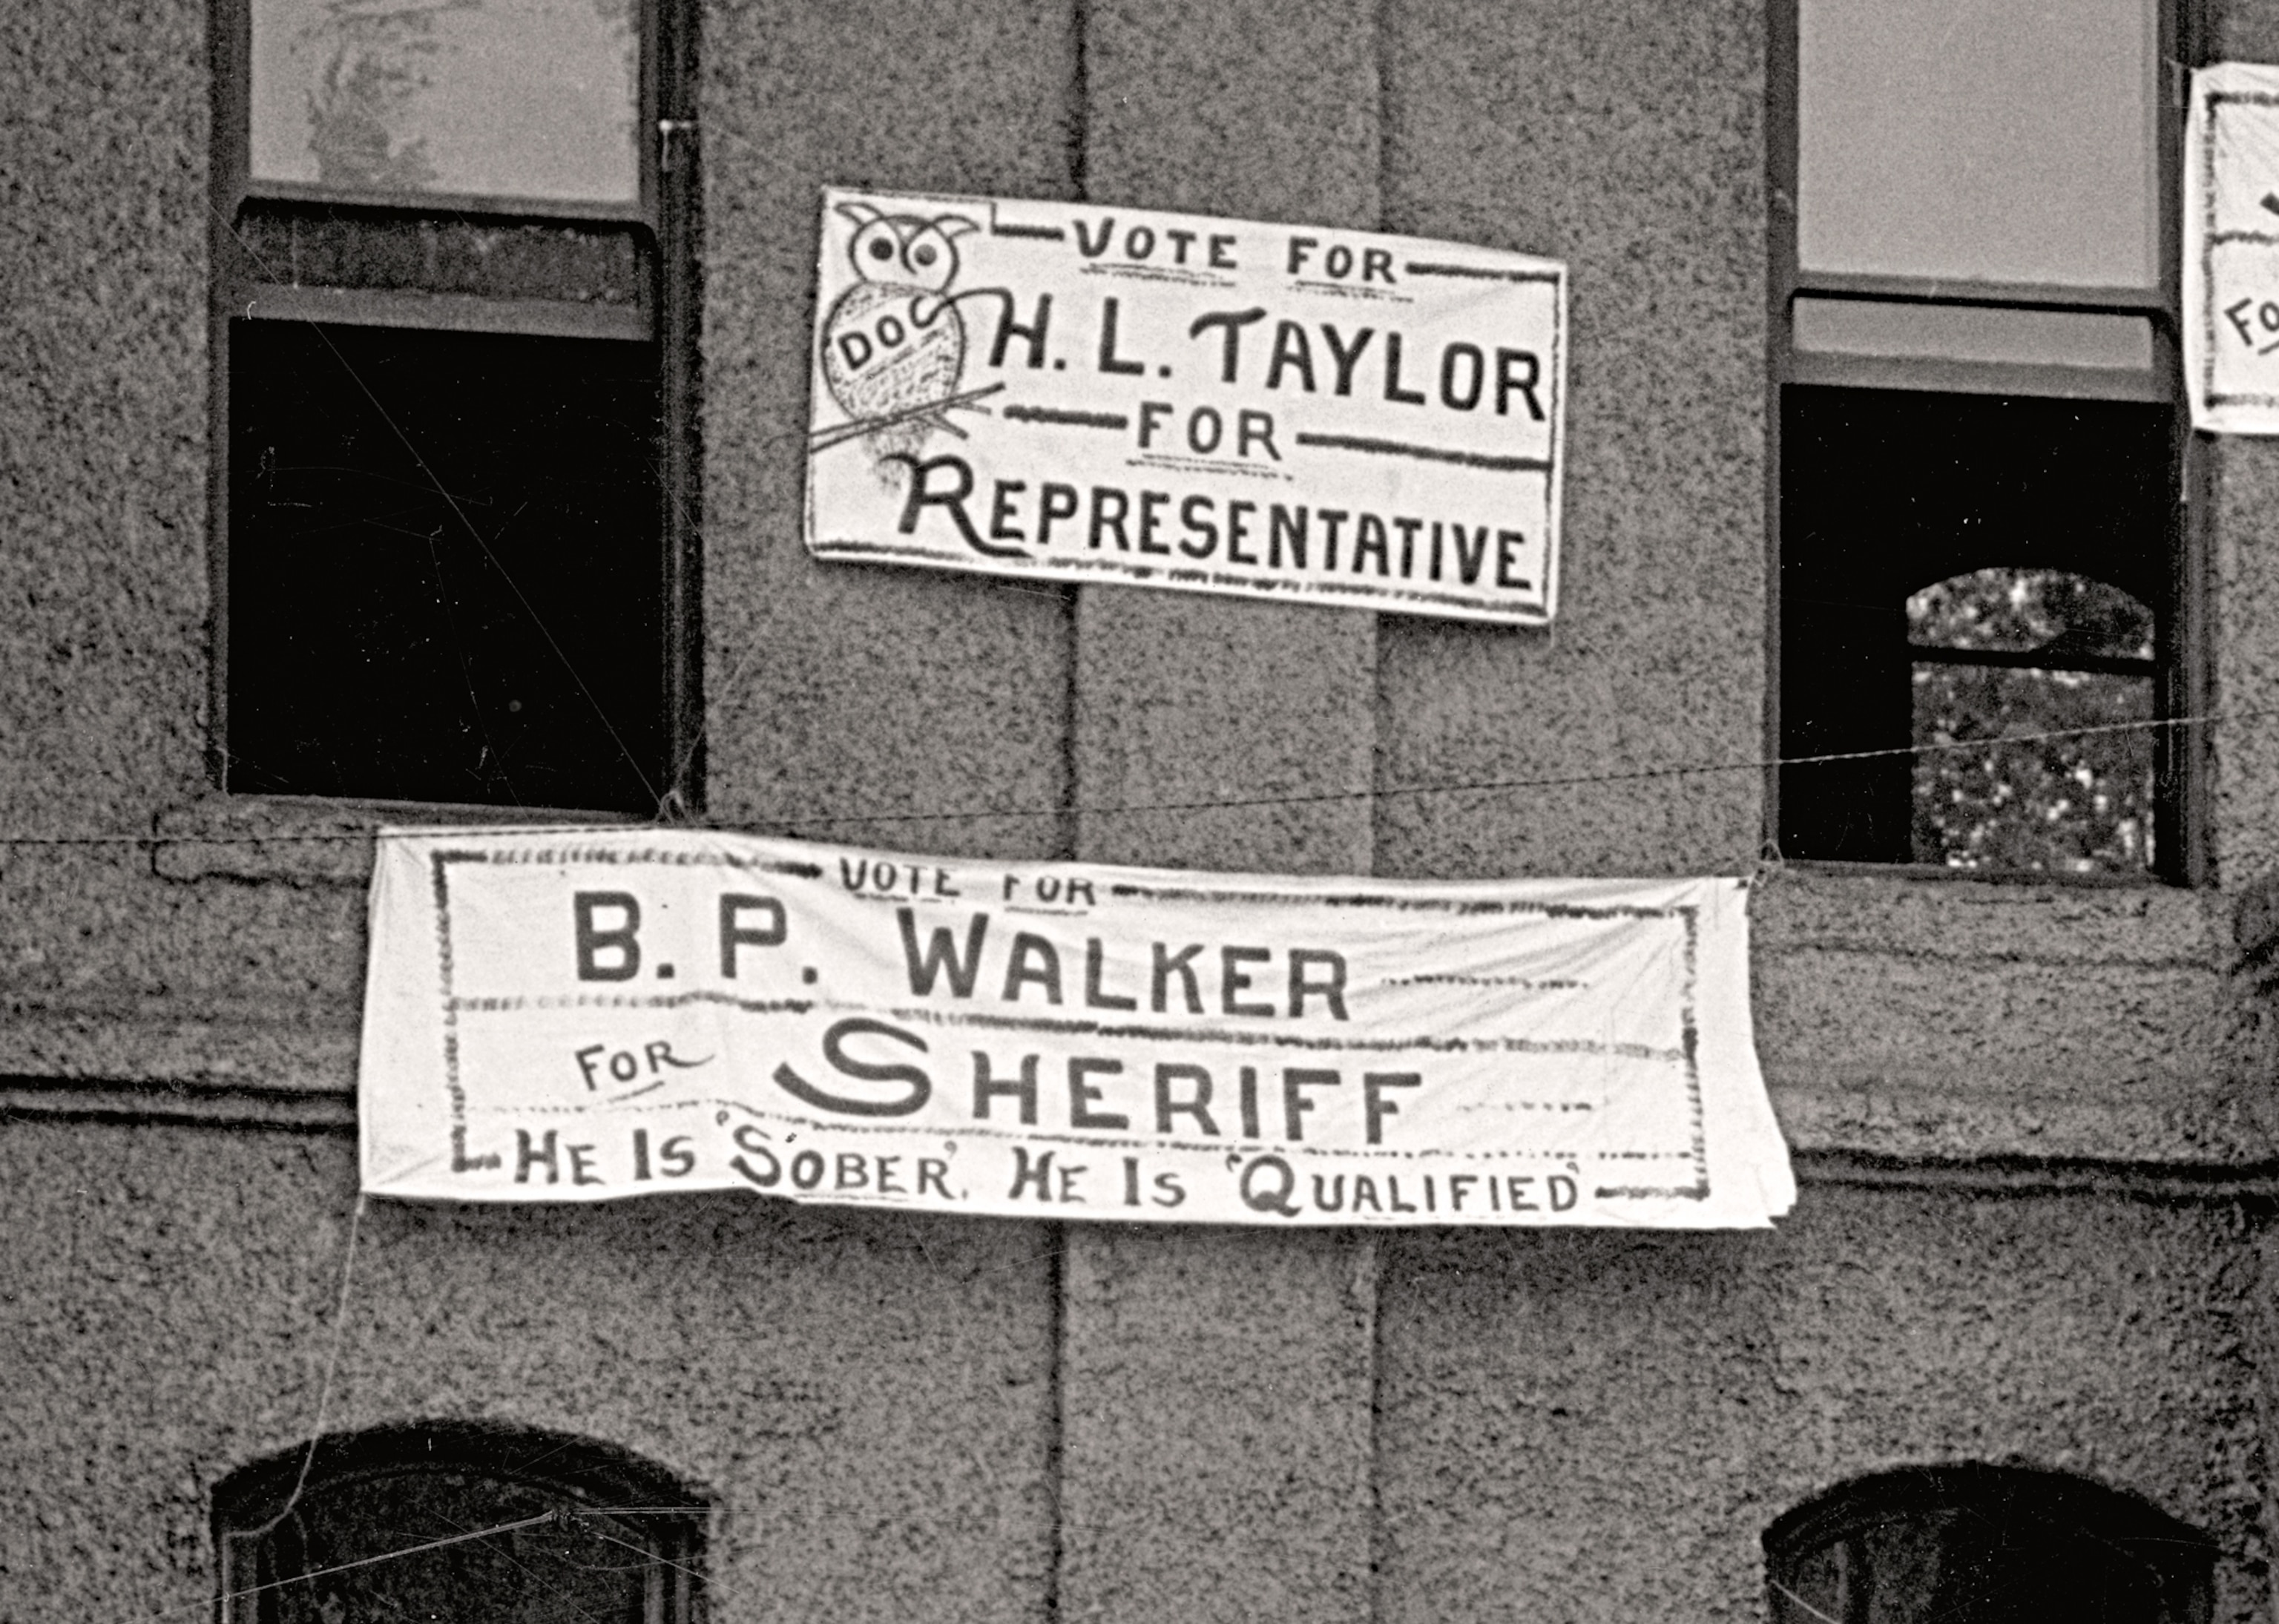 VOTE FOR
DOC H. L. TAYLOR
FOR
REPRESENTATIVE
VOTE FOR
B. P. WALKER
FOR SHERIFF
HE IS 'SOBER'. HE IS 'QUALIFIED'